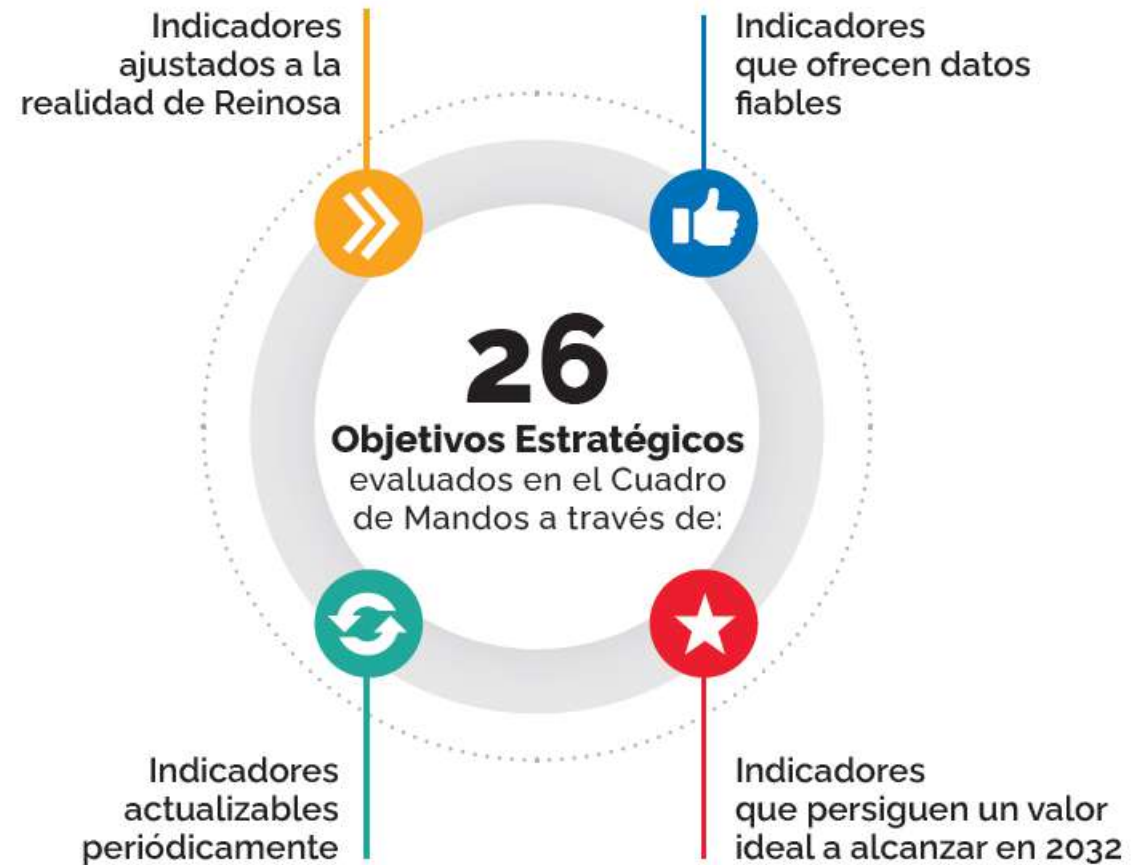 Indicadores
ajustados a la
realidad de Reinosa
Indicadores
que ofrecen datos
fiables
26
Objetivos Estratégicos
evaluados en el Cuadro
de Mandos a través de:
Indicadores
actualizables
periódicamente
Indicadores
que persiguen un valor
ideal a alcanzar en 2032